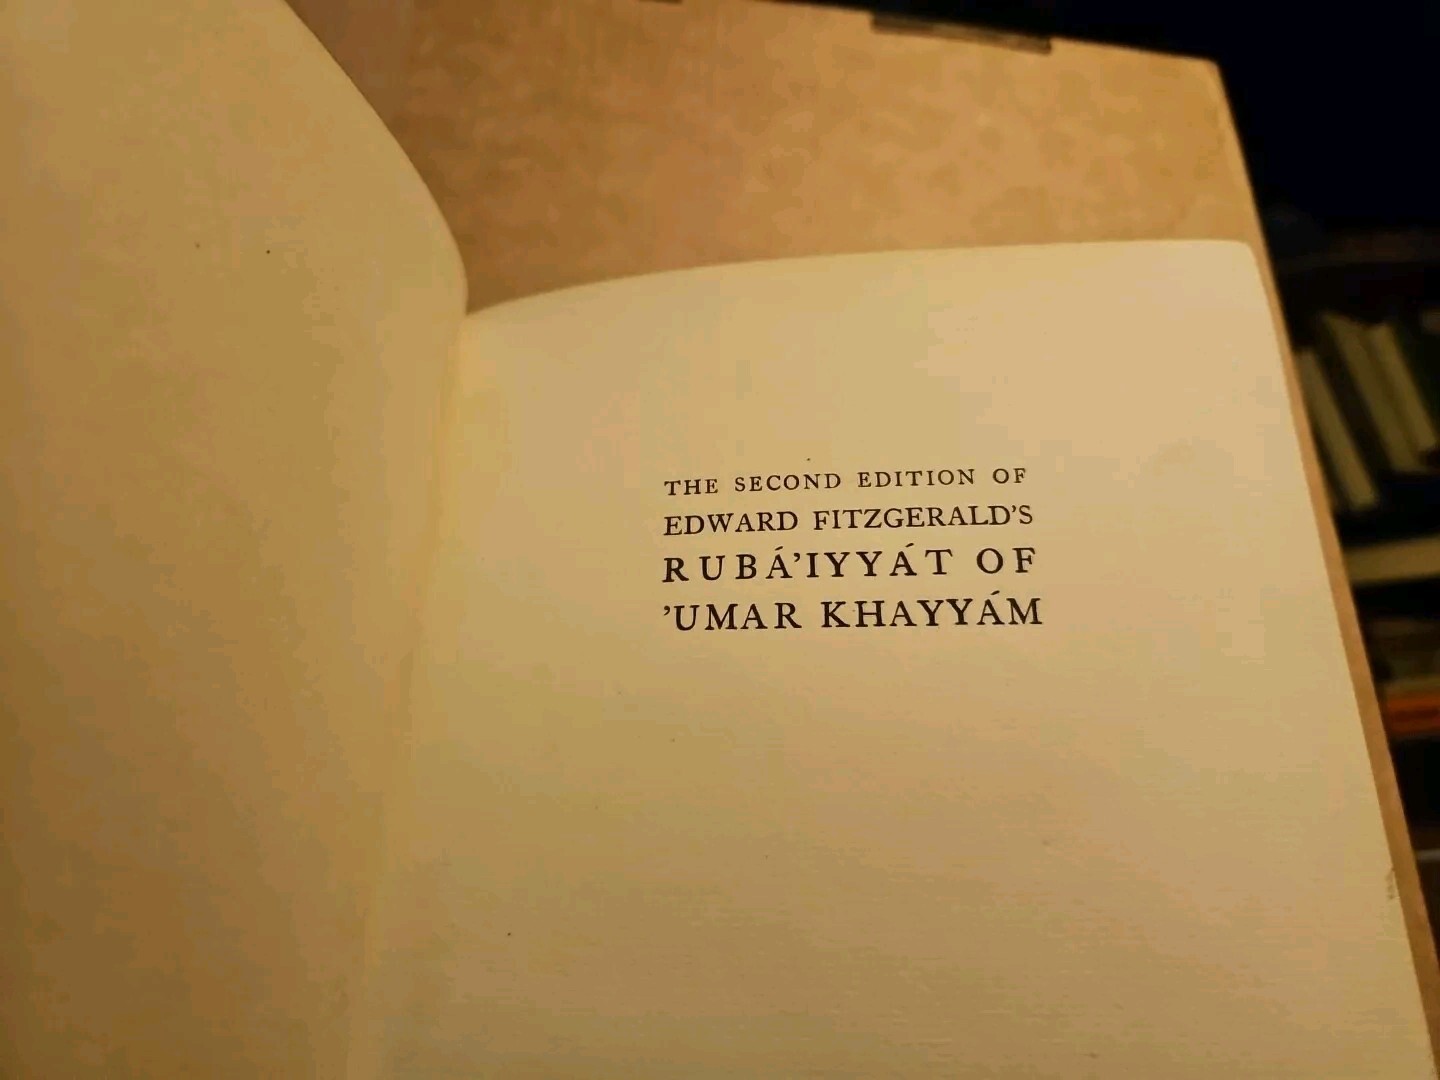 THE SECOND EDITION OF
EDWARD FITZGERALD'S
RUBÁ'IYYÁT OF
'UMAR KHAYYÁM